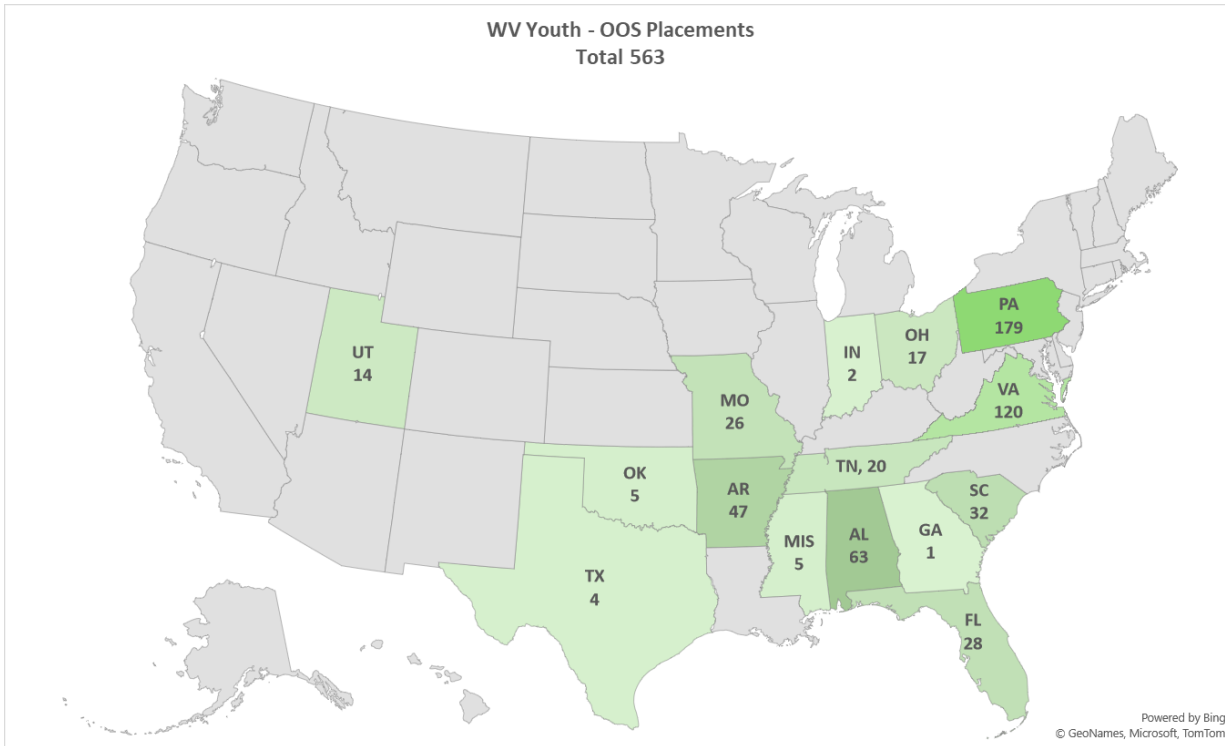 WV Youth - OOS Placements
Total 563
PA
179
OH
17
IN
2
UT
14
VA
120
MO
26
TN, 20
OK
5
AR
47
SC
32
MIS
5
AL
63
GA
1
TX
4
FL
28
Powered by Bing
© GeoNames, Microsoft, TomTom